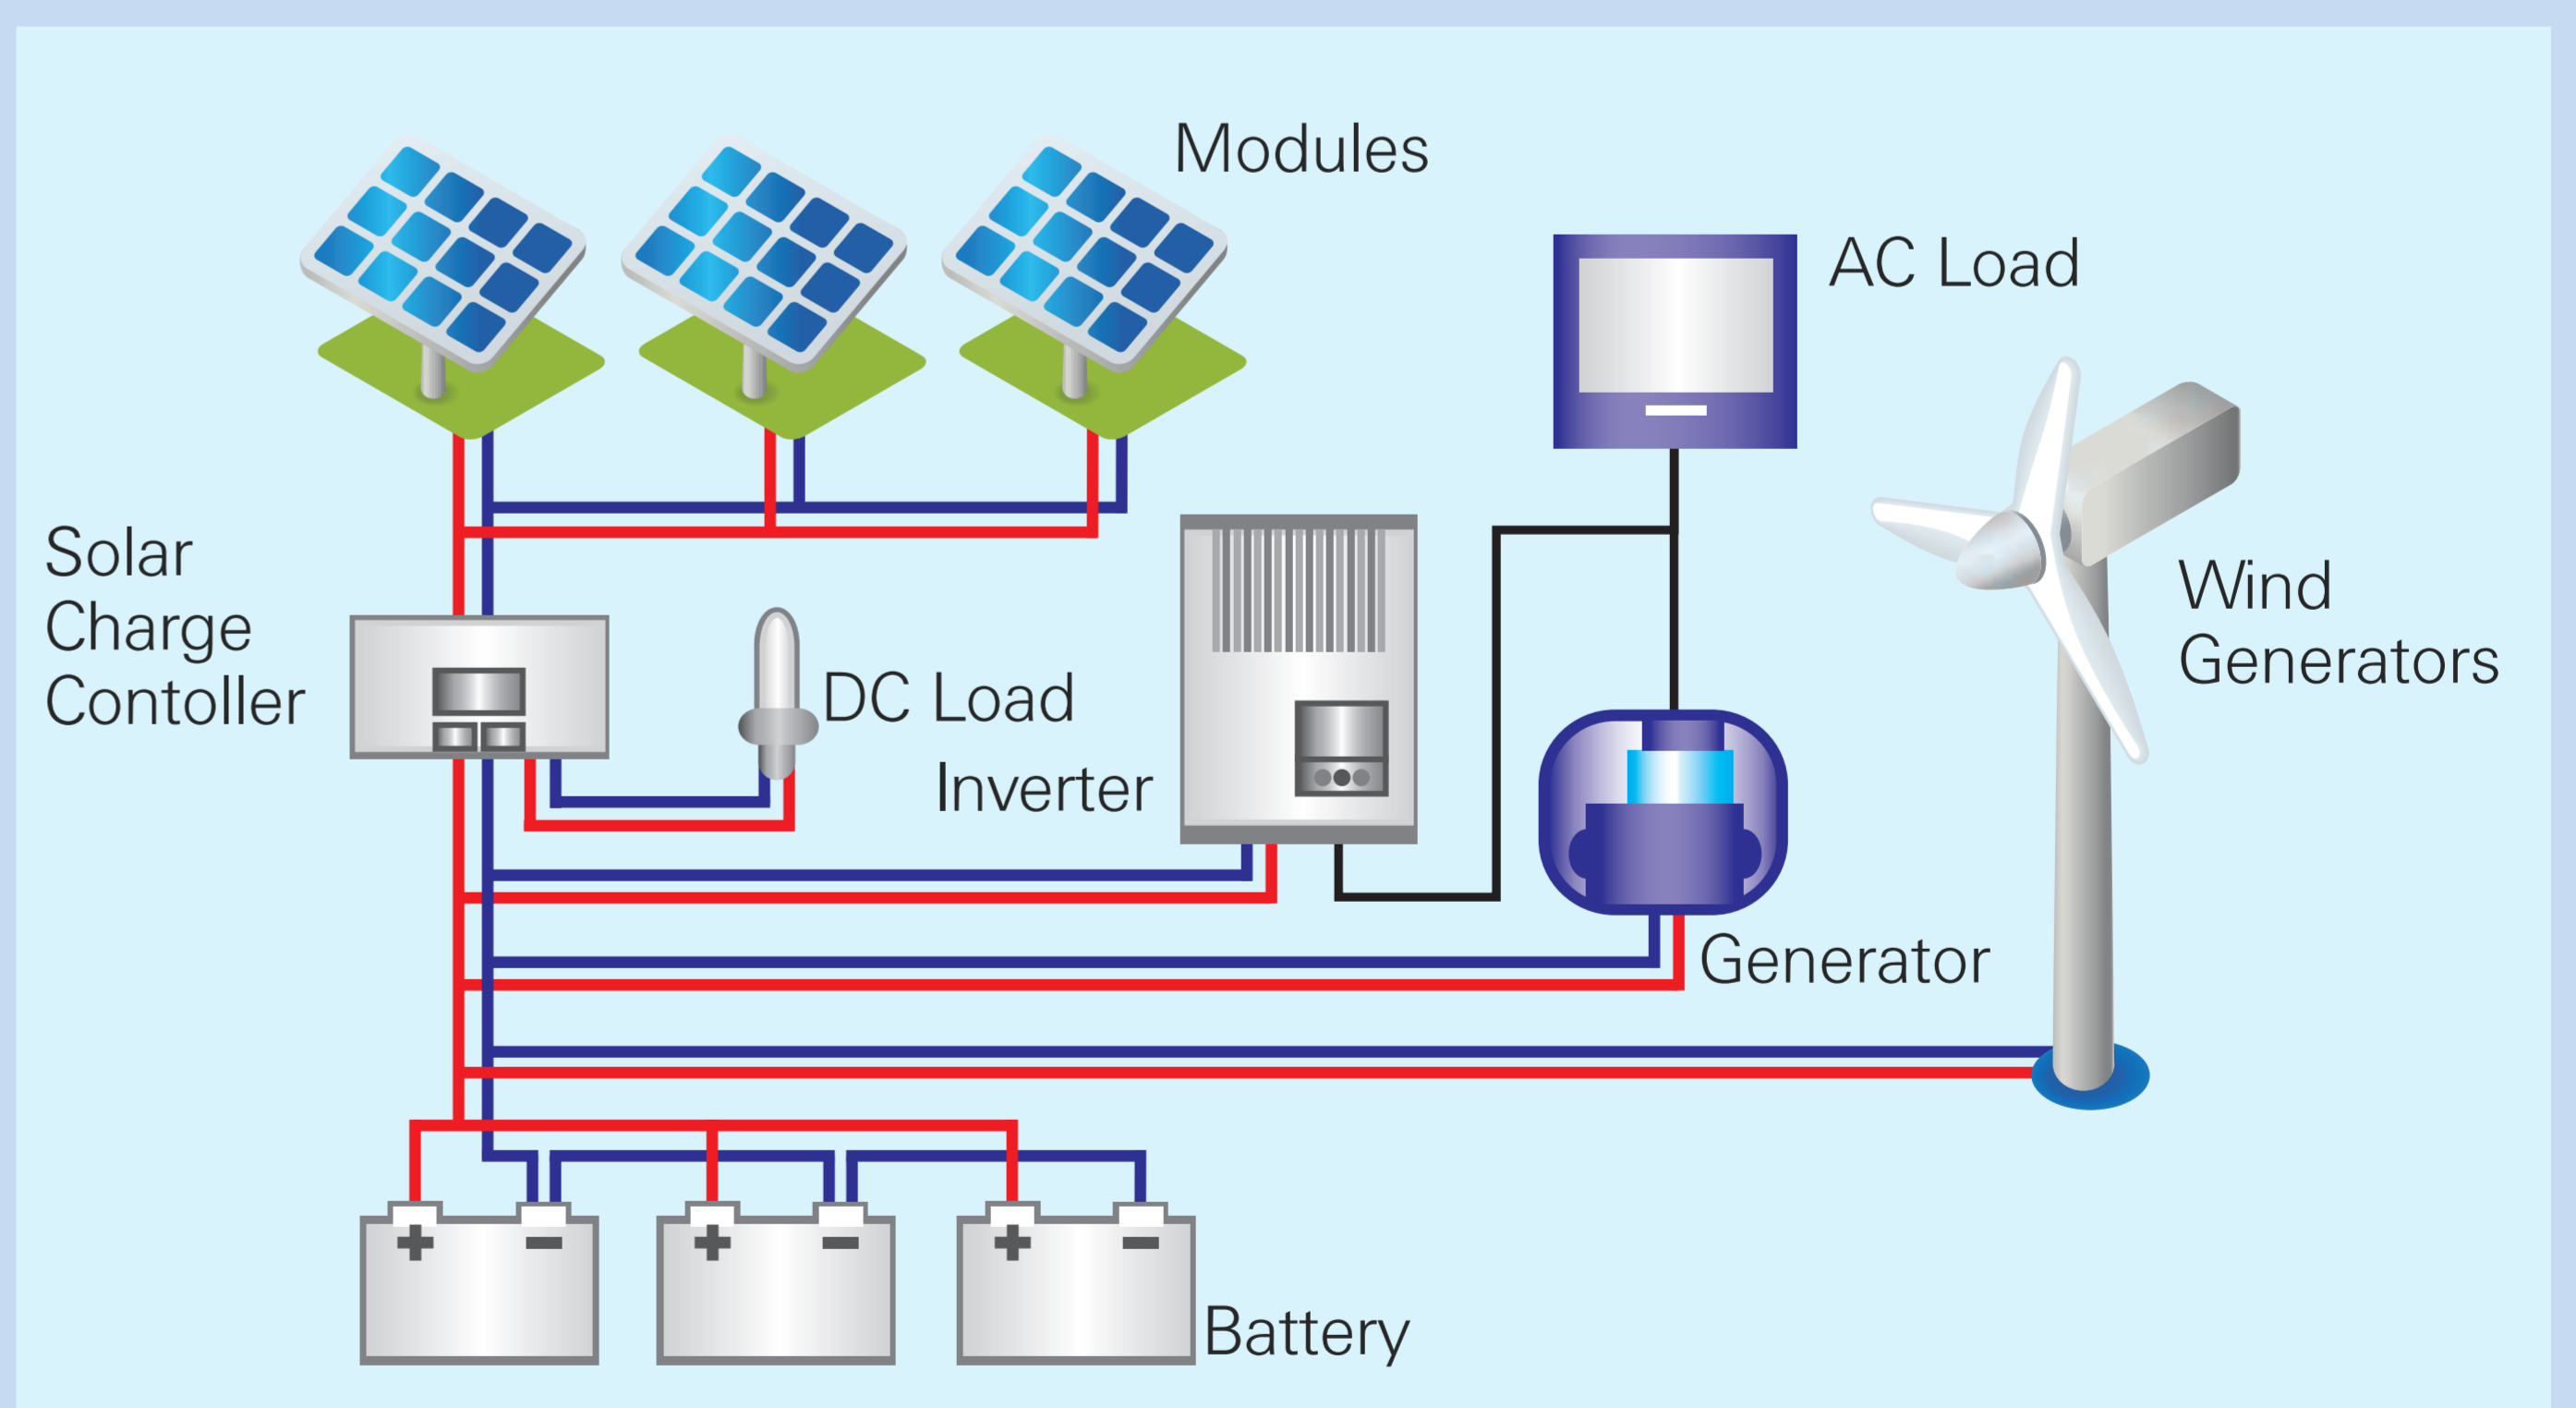 Modules
AC Load
Solar
Charge
Contoller
DC Load
Inverter
Wind
Generators
Generator
+ − + − + −
Battery